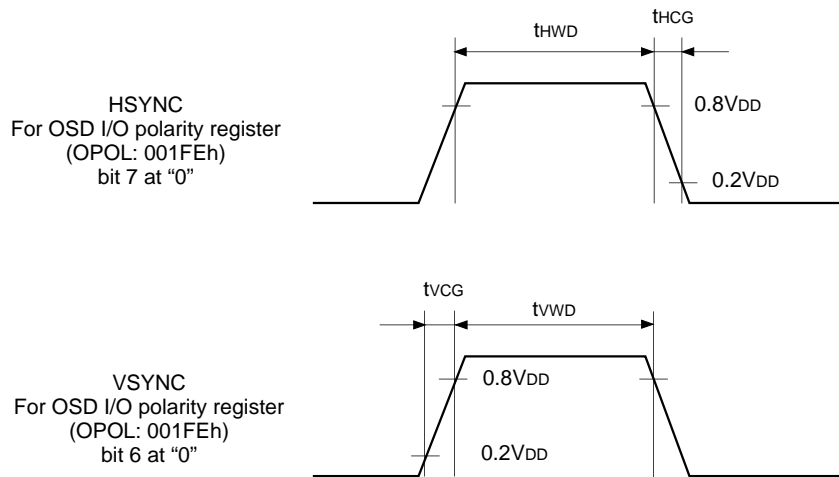 tHWD
tHCG
HSYNC
For OSD I/O polarity register
(OPOL: 001FEh)
bit 7 at “0”
0.8VDD
0.2VDD
tVCG
tVWD
VSYNC
For OSD I/O polarity register
(OPOL: 001FEh)
bit 6 at “0”
0.8VDD
0.2VDD